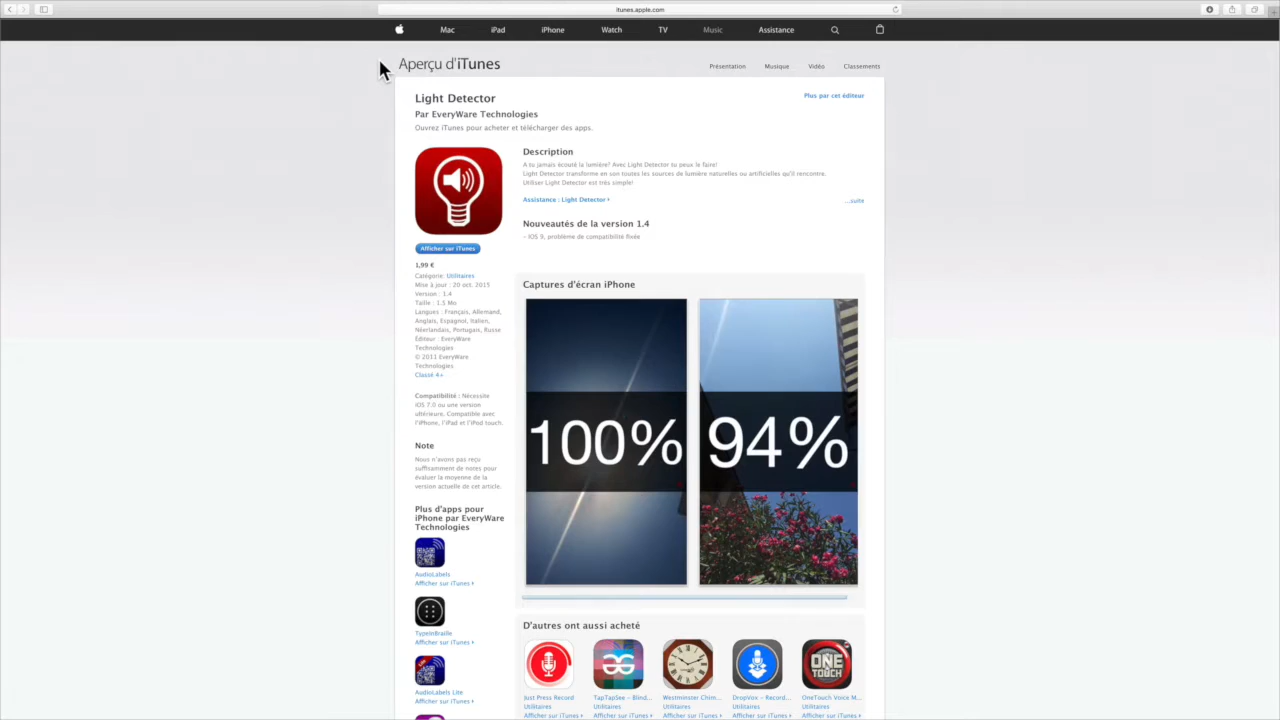 itunes.apple.com
Mac iPad iPhone Watch TV Music Assistance
Aperçu d'iTunes
Présentation Musique Vidéo Classements
Light Detector
Plus par cet éditeur
Par EveryWare Technologies
Ouvrez iTunes pour acheter et télécharger des apps.
Description
A tu jamais écouté la lumière? Avec Light Detector tu peux le faire!
Light Detector transforme en son toutes les sources de lumière naturelles ou artificielles qu'il rencontre.
Utiliser Light Detector est très simple!
Assistance : Light Detector
...suite
Nouveautés de la version 1.4
- iOS 9, problème de compatibilité fixée
Afficher sur iTunes
1,99 €
Catégorie: Utilitaires
Mise à jour : 20 oct. 2015
Version : 1.4
Taille : 1.5 Mo
Langues : Français, Allemand,
Anglais, Espagnol, Italien,
Néerlandais, Portugais, Russe
Éditeur : EveryWare
Technologies
© 2011 EveryWare
Technologies
Classé 4+
Compatibilité : Nécessite
iOS 7.0 ou une version
ultérieure. Compatible avec
l'iPhone, l'iPad et l'iPod touch.
Note
Nous n'avons pas reçu
suffisamment de notes pour
évaluer la moyenne de la
version actuelle de cet article.
Plus d'apps pour
iPhone par EveryWare
Technologies
AudioLabels
Afficher sur iTunes
TypeInBraille
Afficher sur iTunes
Lite
AudioLabels Lite
Afficher sur iTunes
Captures d'écran iPhone
100% 94%
D'autres ont aussi acheté
ONE
TOUCH
Just Press Record TapTapSee - Blind... Westminster Chim... DropVox - Record... OneTouch Voice M...
Utilitaires Utilitaires Utilitaires Utilitaires Utilitaires
Afficher sur iTunes Afficher sur iTunes Afficher sur iTunes Afficher sur iTunes Afficher sur iTunes